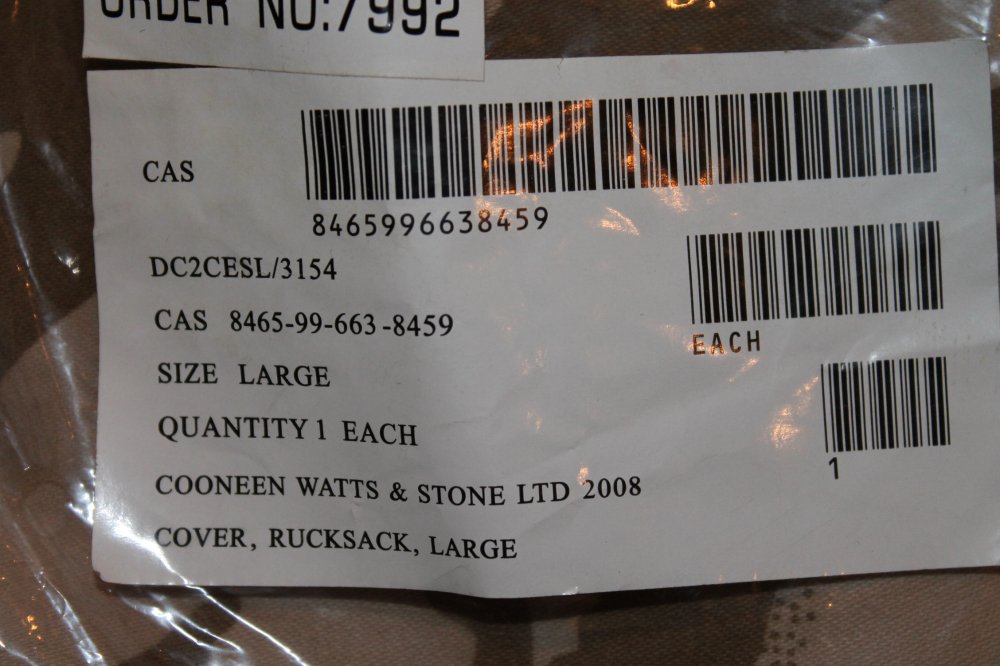 ORDER NO:7992
CAS
8465996638459
DC2CESL/3154
CAS 8465-99-663-8459
EACH
SIZE LARGE
QUANTITY 1 EACH
1
COONEEN WATTS & STONE LTD 2008
COVER, RUCKSACK, LARGE